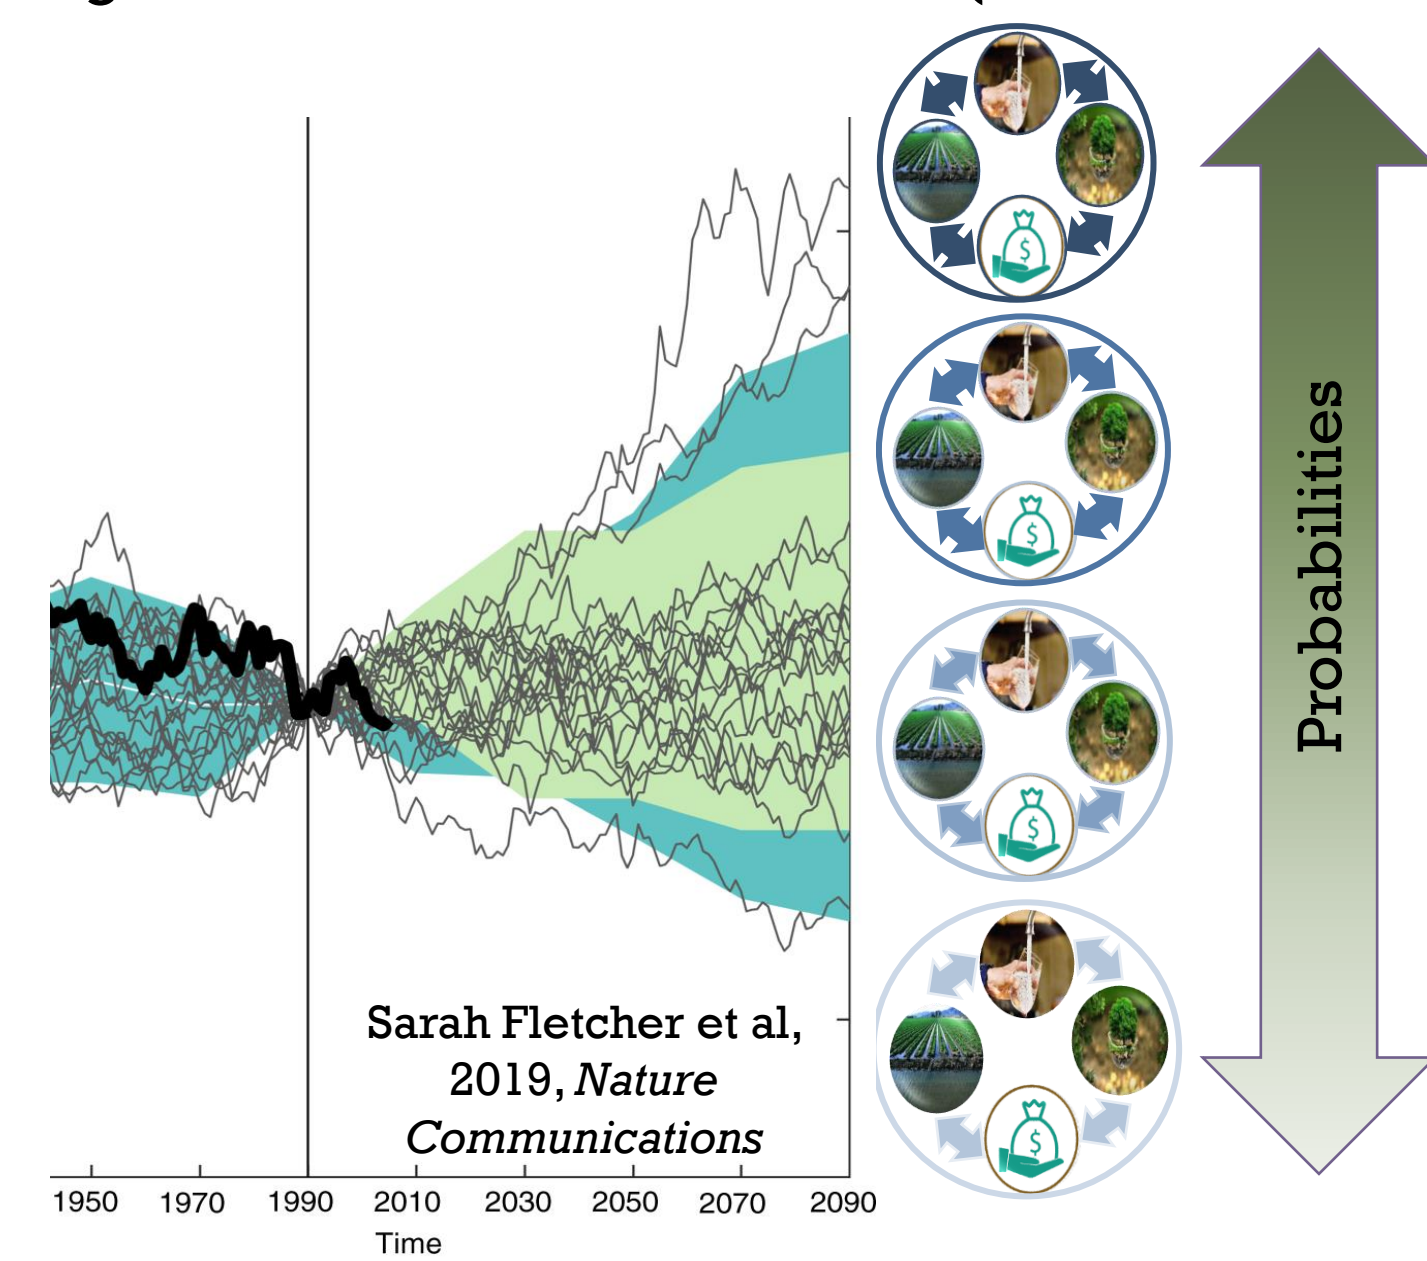 Probabilities
Sarah Fletcher et al,
2019, Nature
Communications
1950 1970 1990 2010 2030 2050 2070 2090
Time
$
$
$
$